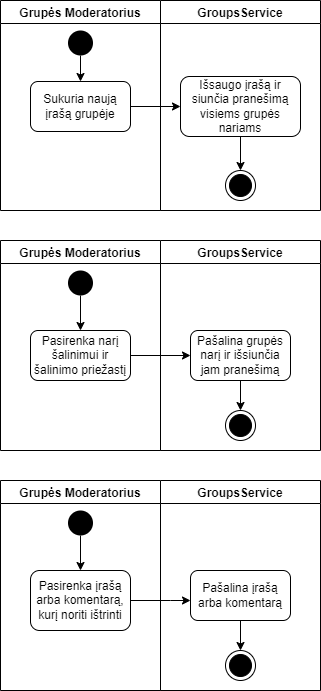 Grupės Moderatorius
GroupsService
Sukuria naują
įrašą grupėje
Išsaugo įrašą ir
siunčia pranešimą
visiems grupės
nariams
Grupės Moderatorius
GroupsService
Pasirenka narį
šalinimui ir
šalinimo priežastį
Pašalina grupės
narį ir išsiunčia
jam pranešimą
Grupės Moderatorius
GroupsService
Pasirenka įrašą
arba komentarą,
kurį noriti ištrinti
Pašalina įrašą
arba komentarą